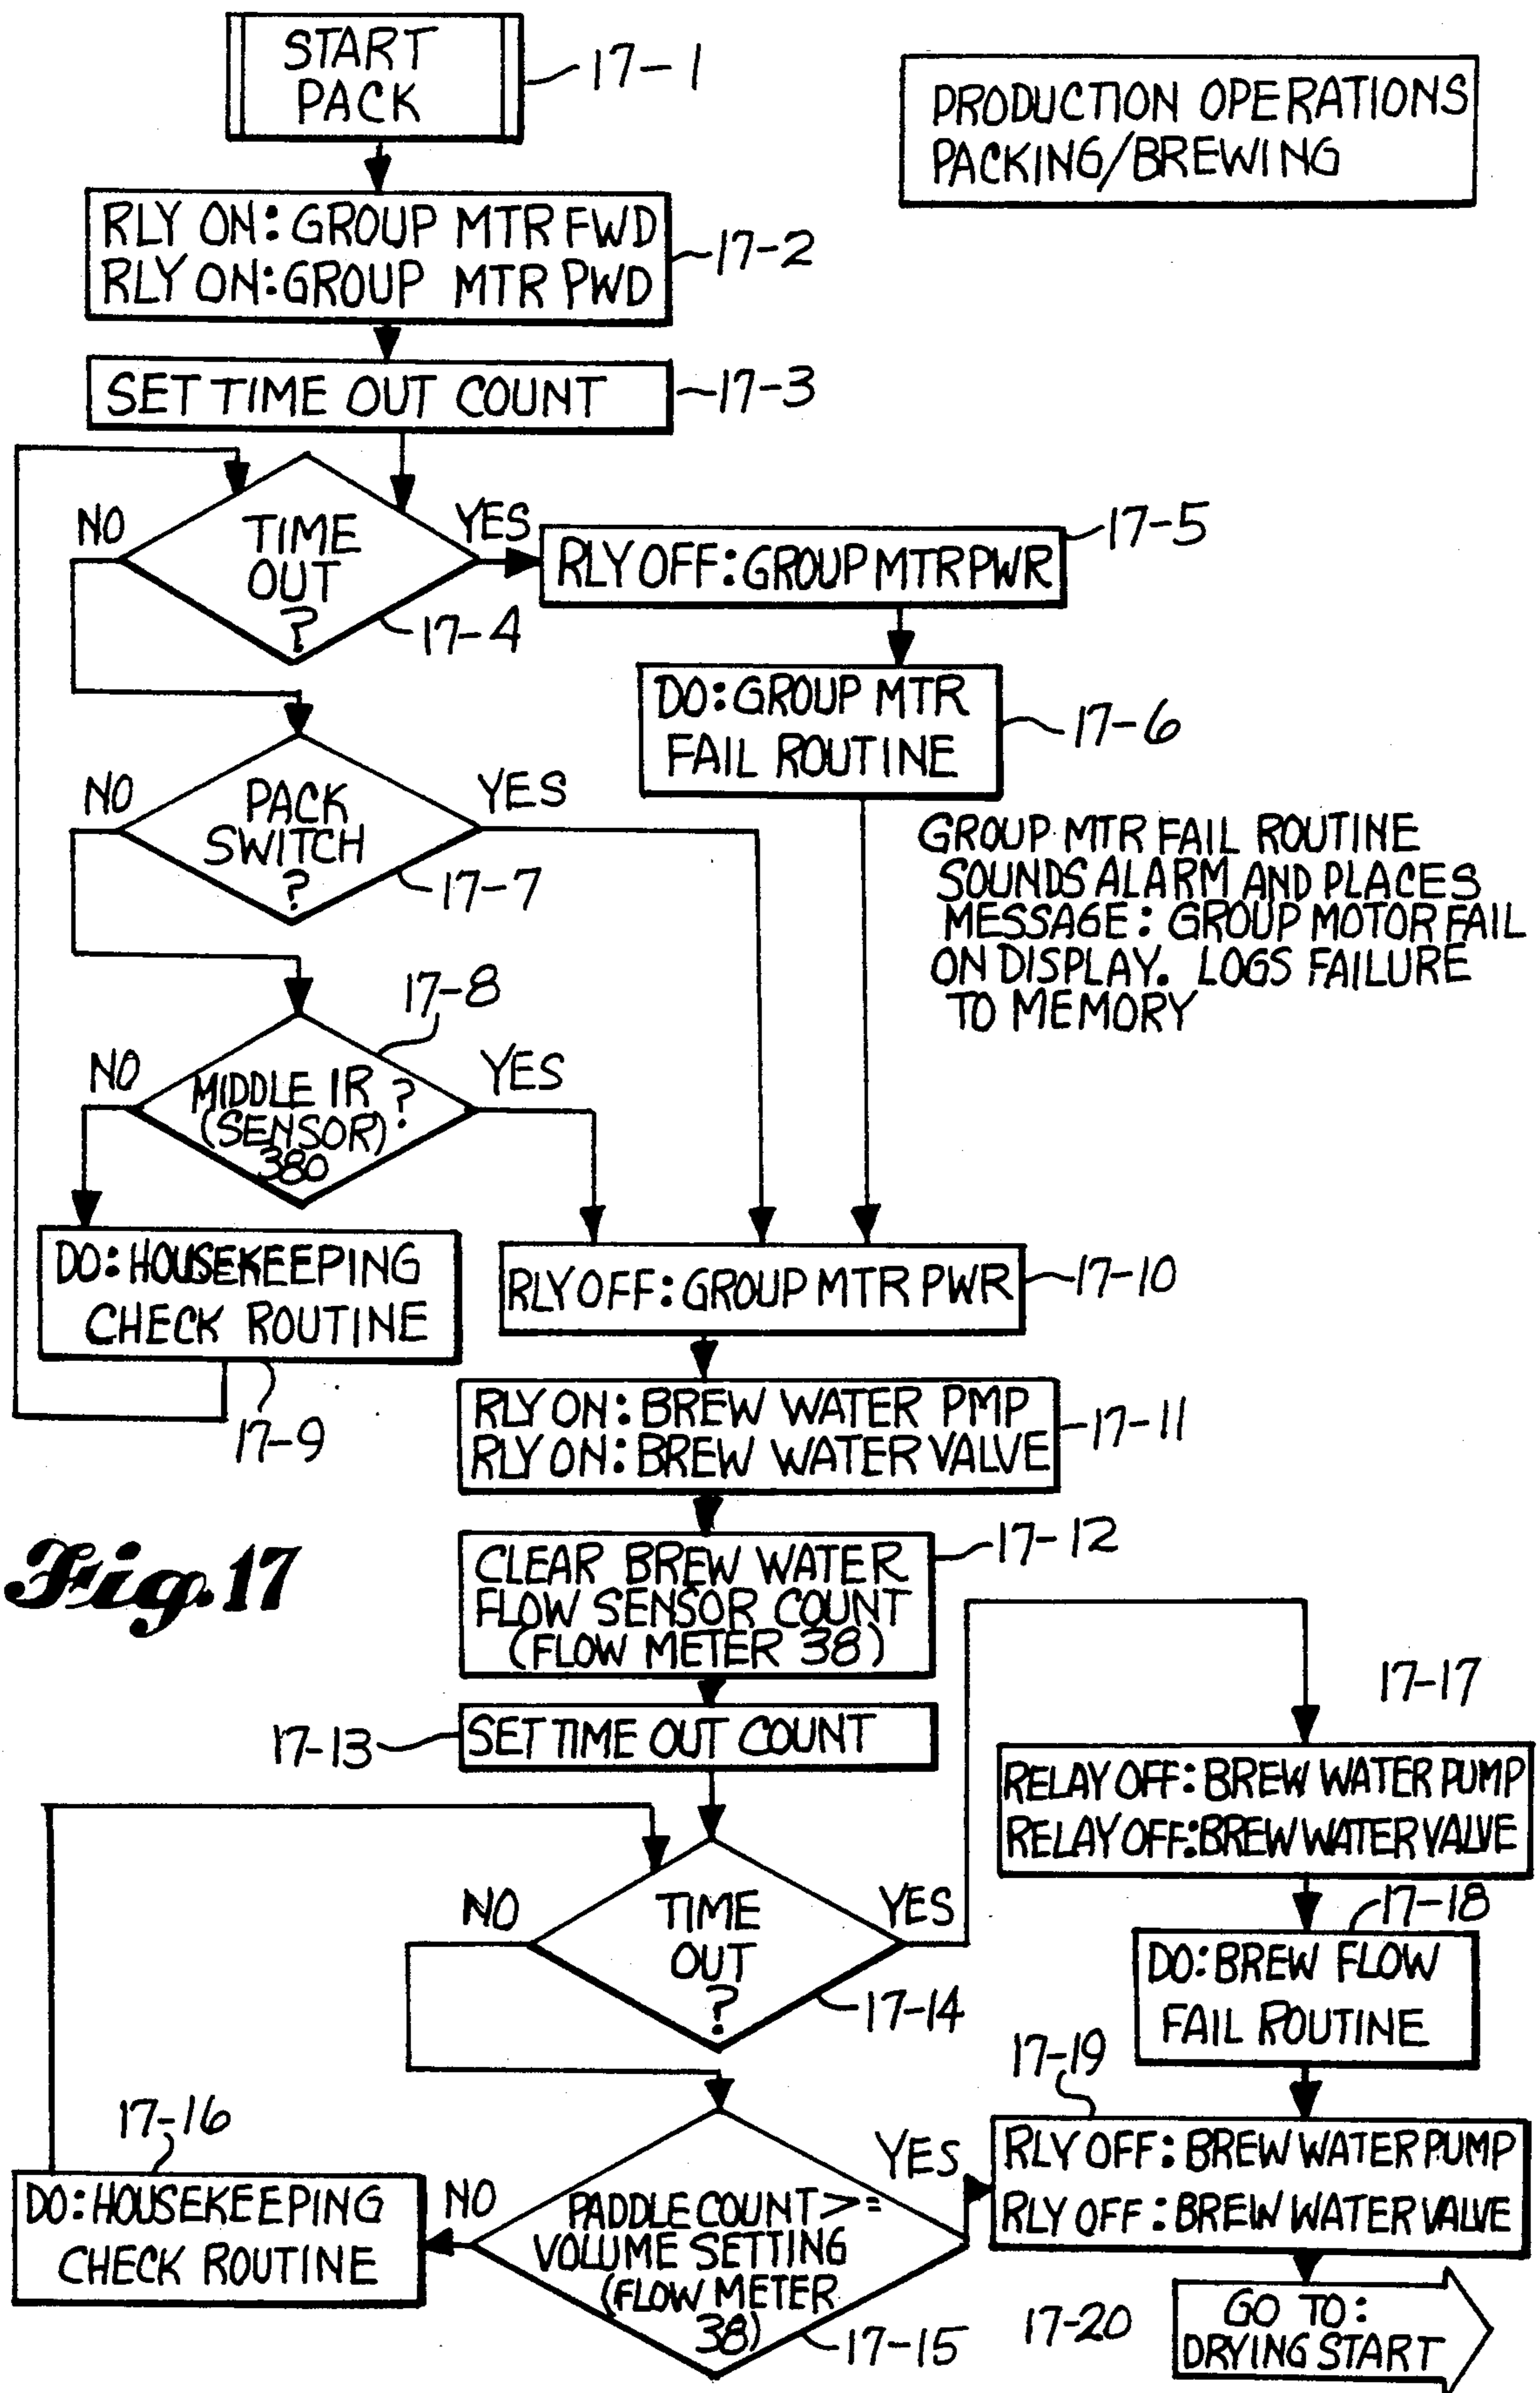 START
PACK
17-1
PRODUCTION OPERATIONS
PACKING/BREWING
RLY ON: GROUP MTR FWD
RLY ON: GROUP MTR PWD
17-2
SET TIME OUT COUNT
17-3
NO
TIME
OUT
?
YES
17-4
RLY OFF: GROUP MTR PWR
17-5
DO: GROUP MTR
FAIL ROUTINE
17-6
NO
PACK
SWITCH
?
YES
17-7
GROUP MTR FAIL ROUTINE
SOUNDS ALARM AND PLACES
MESSAGE: GROUP MOTOR FAIL
ON DISPLAY. LOGS FAILURE
TO MEMORY
17-8
NO
MIDDLE IR ?
(SENSOR)
380
YES
DO: HOUSEKEEPING
CHECK ROUTINE
17-9
RLY OFF: GROUP MTR PWR
17-10
RLY ON: BREW WATER PMP
RLY ON: BREW WATER VALVE
17-11
Fig. 17
CLEAR BREW WATER
FLOW SENSOR COUNT
(FLOW METER 38)
17-12
17-13
SET TIME OUT COUNT
17-17
RELAY OFF: BREW WATER PUMP
RELAY OFF: BREW WATER VALVE
NO
TIME
OUT
?
YES
17-14
17-18
DO: BREW FLOW
FAIL ROUTINE
17-19
RLY OFF: BREW WATER PUMP
RLY OFF: BREW WATER VALVE
17-16
DO: HOUSEKEEPING
CHECK ROUTINE
NO
PADDLE COUNT >=
VOLUME SETTING
(FLOW METER
38)
YES
17-15
17-20
GO TO:
DRYING START